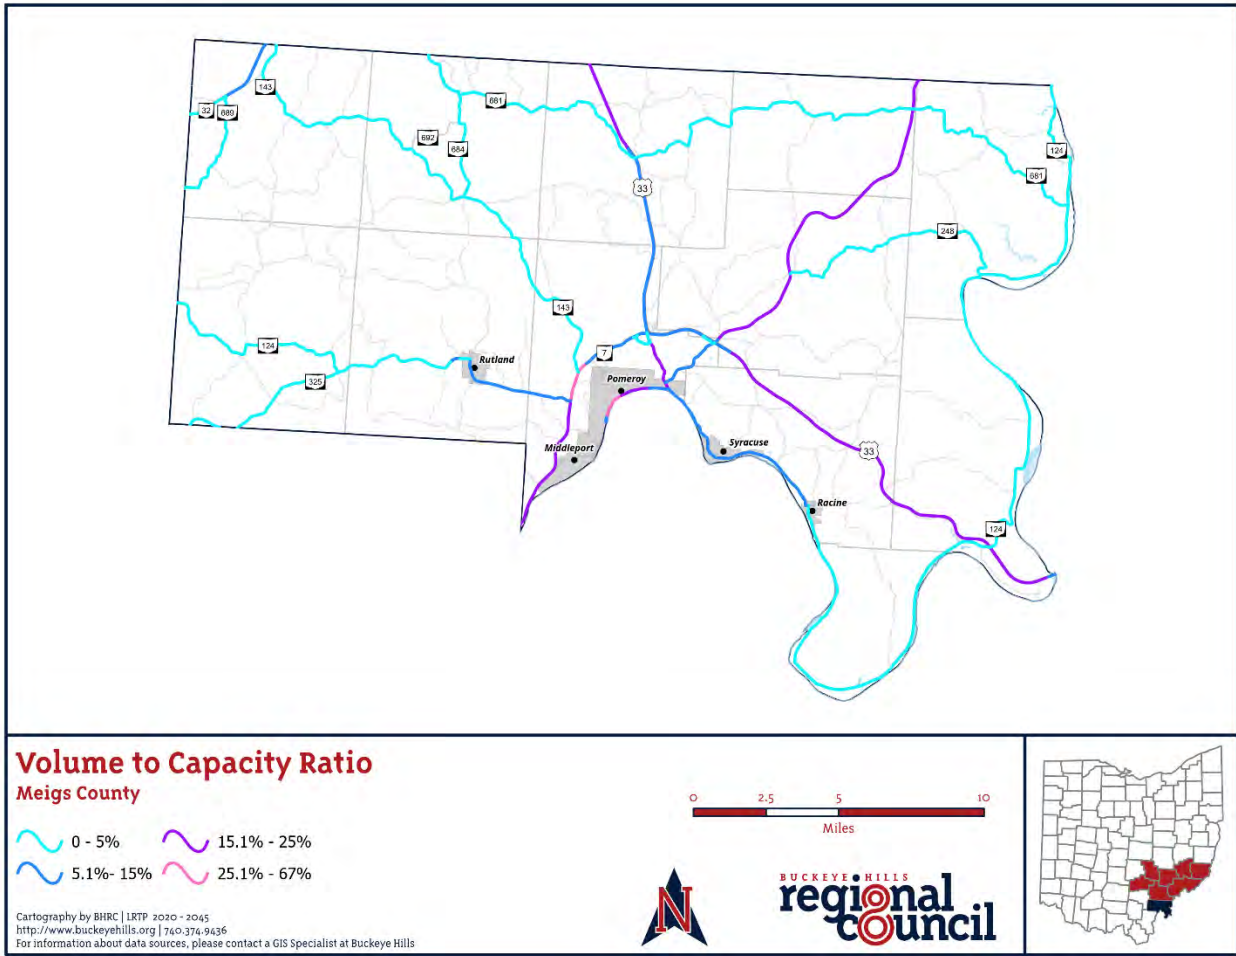 143
32
689
681
692
684
124
33
681
248
143
124
7
Rutland
325
Pomeroy
Middleport
Syracuse
33
Racine
124
Volume to Capacity Ratio
Meigs County
0 - 5%
15.1% - 25%
5.1%- 15%
25.1% - 67%
Cartography by BHRC | LRTP 2020 - 2045
http://www.buckeyehills.org | 740.374.9436
For information about data sources, please contact a GIS Specialist at Buckeye Hills
0 2.5 5 10
Miles
N
BUCKEYE HILLS
regional
council